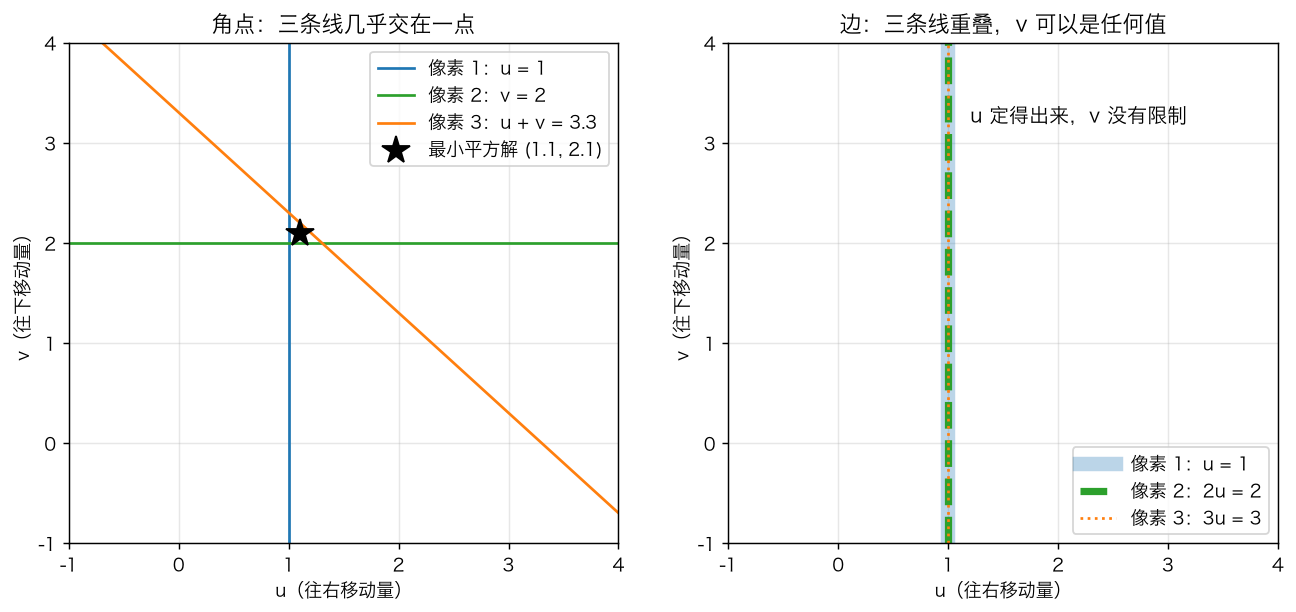 角点：三条线几乎交在一点
像素 1：u = 1
像素 2：v = 2
像素 3：u + v = 3.3
最小平方解 (1.1, 2.1)
4
3
2
1
0
-1
-1
0
1
2
3
4
v（往下移动量）
u（往右移动量）
边：三条线重叠，v 可以是任何值
u 定得出来，v 没有限制
像素 1：u = 1
像素 2：2u = 2
像素 3：3u = 3
4
3
2
1
0
-1
-1
0
1
2
3
4
v（往下移动量）
u（往右移动量）